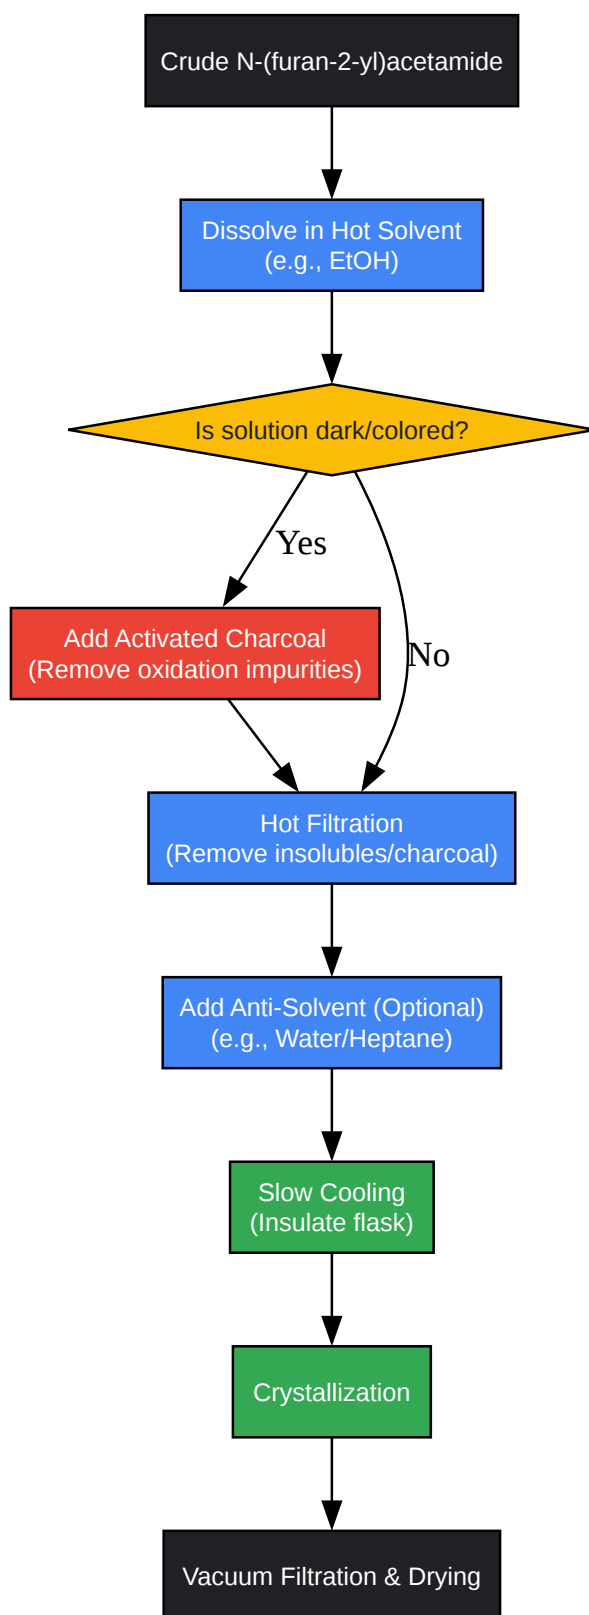 Crude N-(furan-2-yl)acetamide
Dissolve in Hot Solvent
(e.g., EtOH)
Is solution dark/colored?
Yes
Add Activated Charcoal
(Remove oxidation impurities)
No
Hot Filtration
(Remove insolubles/charcoal)
Add Anti-Solvent (Optional)
(e.g., Water/Heptane)
Slow Cooling
(Insulate flask)
Crystallization
Vacuum Filtration & Drying